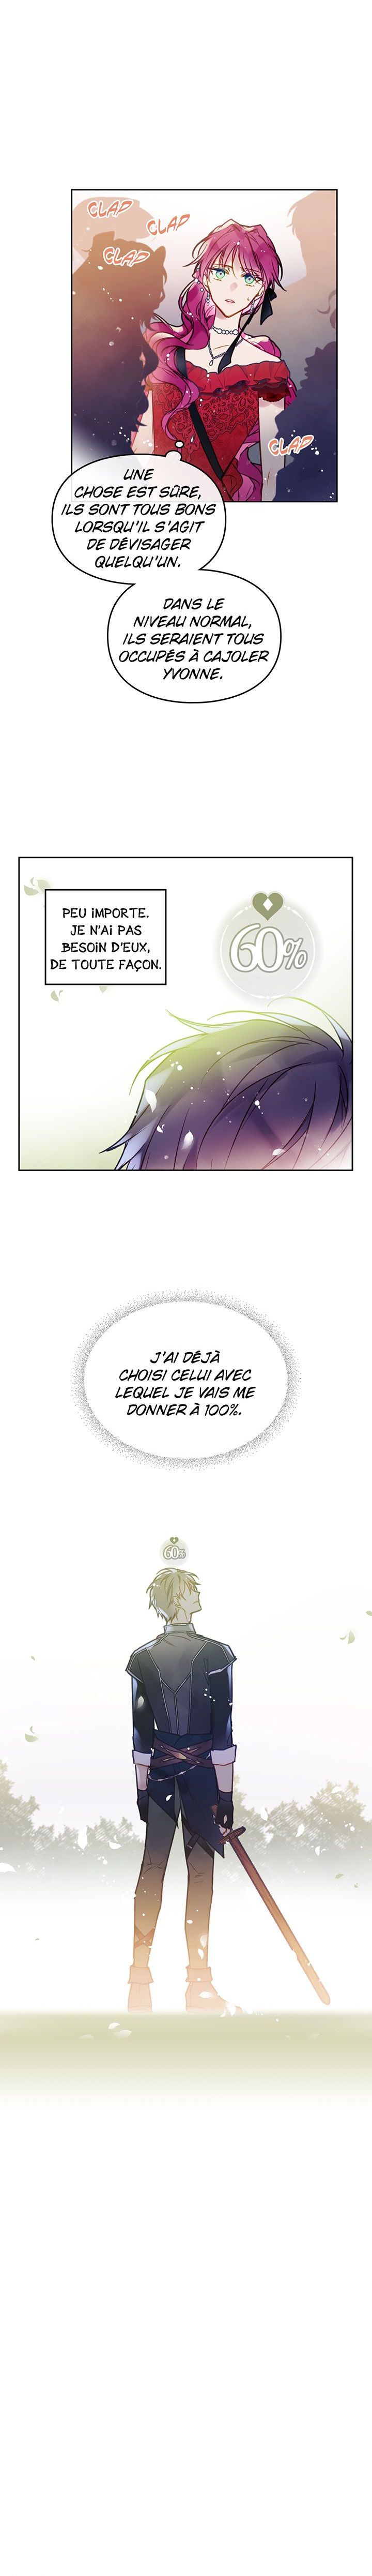 CLAP
CLAP
CLAP
CLAP
UNE
CHOSE EST SÛRE,
ILS SONT TOUS BONS
LORSQU'IL S'AGIT
DE DÉVISAGER
QUELQU'UN.
DANS LE
NIVEAU NORMAL,
ILS SERAIENT TOUS
OCCUPÉS À CAJOLER
YVONNE.
PEU IMPORTE.
JE N'AI PAS
BESOIN D'EUX,
DE TOUTE FAÇON.
60%
J'AI DÉJÀ
CHOISI CELUI AVEC
LEQUEL JE VAIS ME
DONNER À 100%.
60%